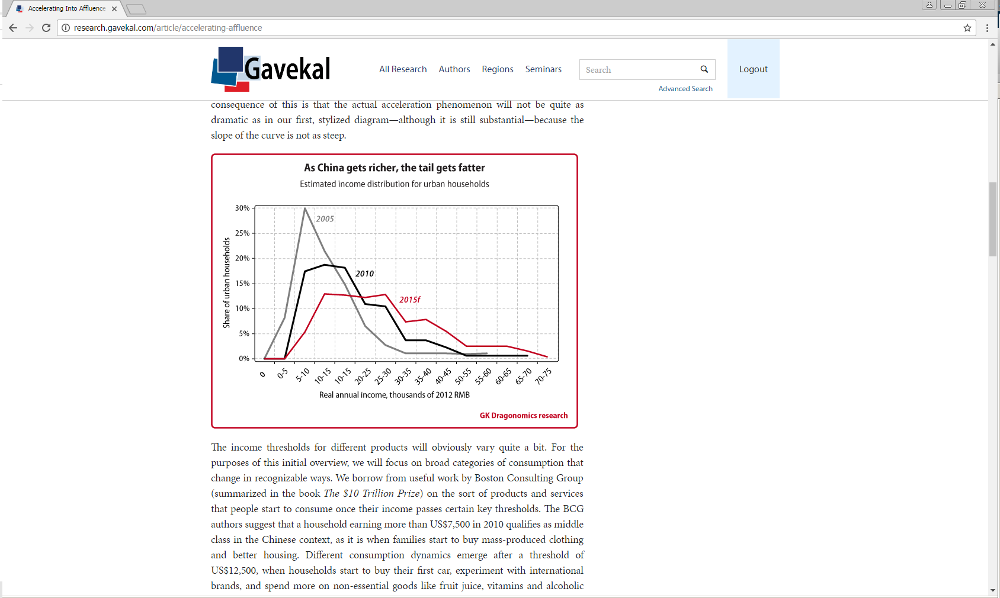 Accelerating Into Affluence
research.gavekal.com/article/accelerating-affluence
Gavekal
All Research Authors Regions Seminars
Search
Advanced Search
Logout
consequence of this is that the actual acceleration phenomenon will not be quite as
dramatic as in our first, stylized diagram—although it is still substantial—because the
slope of the curve is not as steep.
As China gets richer, the tail gets fatter
Estimated income distribution for urban households
Share of urban households
30%
25%
20%
15%
10%
5%
0%
2005
2010
2015f
0 0-5 5-10 10-15 10-15 20-25 25-30 30-35 35-40 40-45 50-55 55-60 60-65 65-70 70-75
Real annual income, thousands of 2012 RMB
GK Dragonomics research
The income thresholds for different products will obviously vary quite a bit. For the
purposes of this initial overview, we will focus on broad categories of consumption that
change in recognizable ways. We borrow from useful work by Boston Consulting Group
(summarized in the book The $10 Trillion Prize) on the sort of products and services
that people start to consume once their income passes certain key thresholds. The BCG
authors suggest that a household earning more than US$7,500 in 2010 qualifies as middle
class in the Chinese context, as it is when families start to buy mass-produced clothing
and better housing. Different consumption dynamics emerge after a threshold of
US$12,500, when households start to buy their first car, experiment with international
brands, and spend more on non-essential goods like fruit juice, vitamins and alcoholic